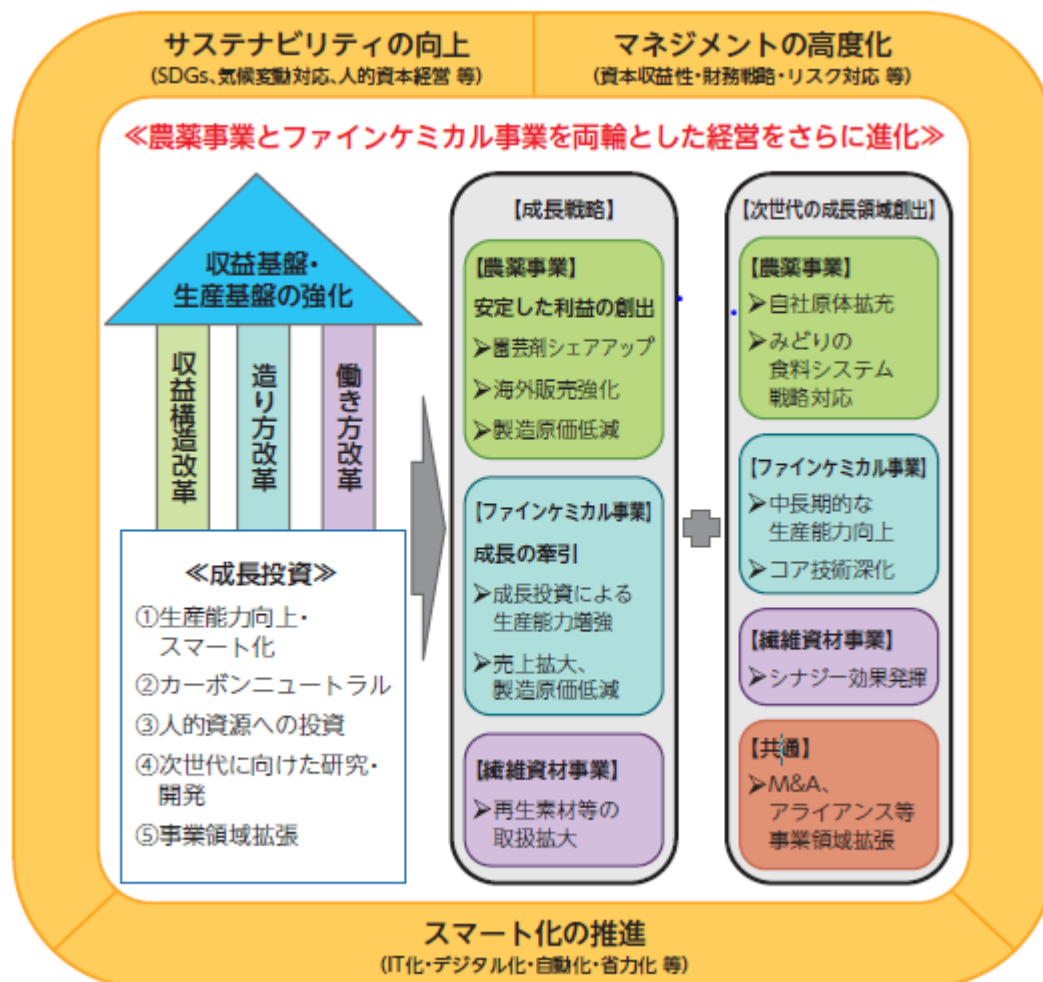 サステナビリティの向上
(SDGs、気候変動対応、人的資本経営 等)
マネジメントの高度化
(資本収益性・財務戦略・リスク対応 等)
≪農薬事業とファインケミカル事業を両輪とした経営をさらに進化≫
収益基盤・
生産基盤の強化
収益構造改革
造り方改革
働き方改革
≪成長投資≫
①生産能力向上・
スマート化
②カーボンニュートラル
③人的資源への投資
④次世代に向けた研究・
開発
⑤事業領域拡張
【成長戦略】
【農薬事業】
安定した利益の創出
➢園芸剤シェアアップ
➢海外販売強化
➢製造原価低減
【ファインケミカル事業】
成長の牽引
➢成長投資による
生産能力増強
➢売上拡大、
製造原価低減
【繊維資材事業】
➢再生素材等の
取扱拡大
【次世代の成長領域創出】
【農薬事業】
➢自社原体拡充
➢みどりの
食料システム
戦略対応
【ファインケミカル事業】
➢中長期的な
生産能力向上
➢コア技術深化
【繊維資材事業】
➢シナジー効果発揮
【共通】
➢M&A、
アライアンス等
事業領域拡張
スマート化の推進
(IT化・デジタル化・自動化・省力化 等)